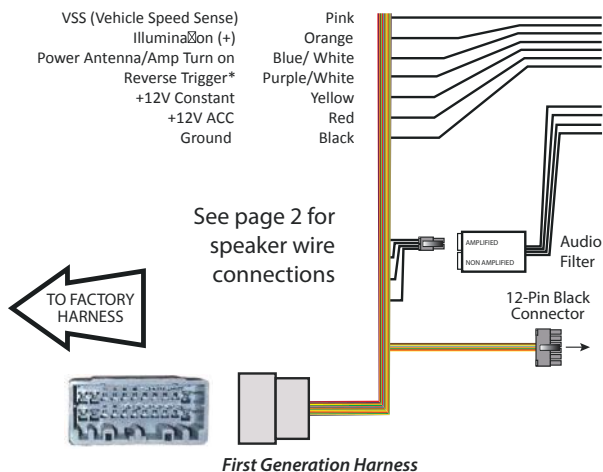 VSS (Vehicle Speed Sense) Pink
Illumina☒on (+) Orange
Power Antenna/Amp Turn on Blue/ White
Reverse Trigger* Purple/White
+12V Constant Yellow
+12V ACC Red
Ground Black
See page 2 for
speaker wire
connections
AMPLIFIED
NON AMPLIFIED
Audio
Filter
TO FACTORY
HARNESS
12-Pin Black
Connector
First Generation Harness